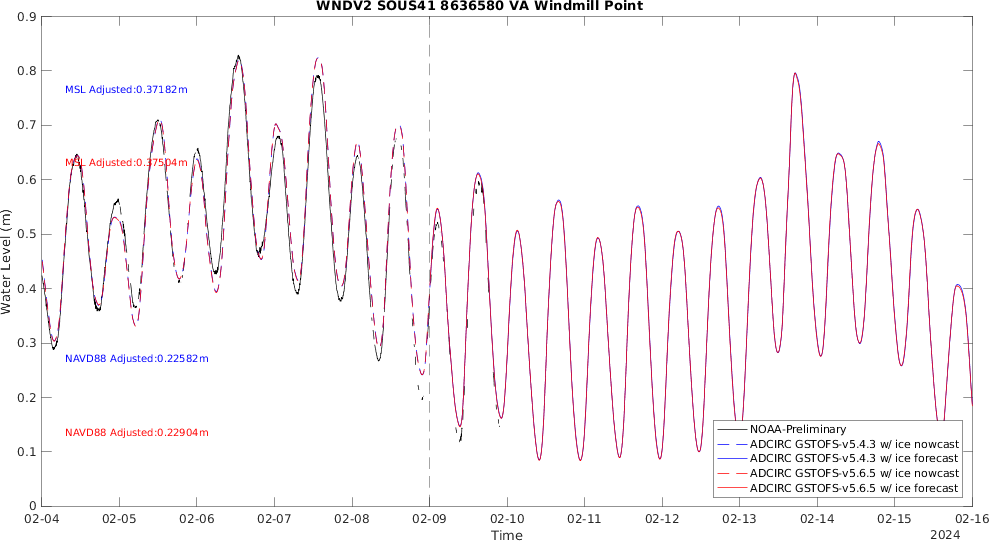 WNDV2 SOUS41 8636580 VA Windmill Point
0.9
0.8
0.7
0.6
0.5
0.4
0.3
0.2
0.1
0
Water Level (m)
MSL Adjusted:0.37182m
MSL Adjusted:0.37504m
NAVD88 Adjusted:0.22582m
NAVD88 Adjusted:0.22904m
NOAA-Preliminary
ADCIRC GSTOFS-v5.4.3 w/ ice nowcast
ADCIRC GSTOFS-v5.4.3 w/ ice forecast
ADCIRC GSTOFS-v5.6.5 w/ ice nowcast
ADCIRC GSTOFS-v5.6.5 w/ ice forecast
02-04 02-05 02-06 02-07 02-08 02-09 02-10 02-11 02-12 02-13 02-14 02-15 02-16
Time
2024